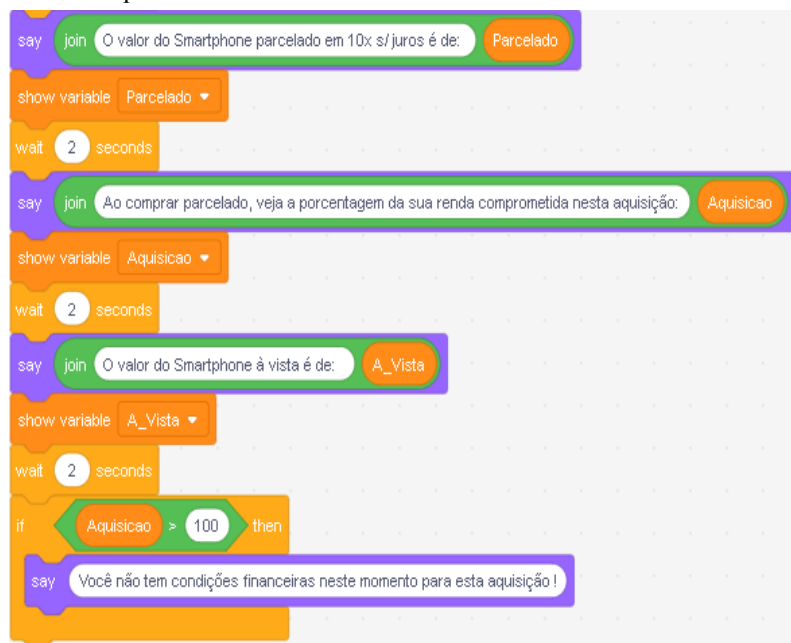 say join O valor do Smartphone parcelado em 10x s/ juros é de: Parcelado
show variable Parcelado
wait 2 seconds
say join Ao comprar parcelado, veja a porcentagem da sua renda comprometida nesta aquisição: Aquisicao
show variable Aquisicao
wait 2 seconds
say join O valor do Smartphone à vista é de: A_Vista
show variable A_Vista
wait 2 seconds
if Aquisicao > 100 then
say Você não tem condições financeiras neste momento para esta aquisição !